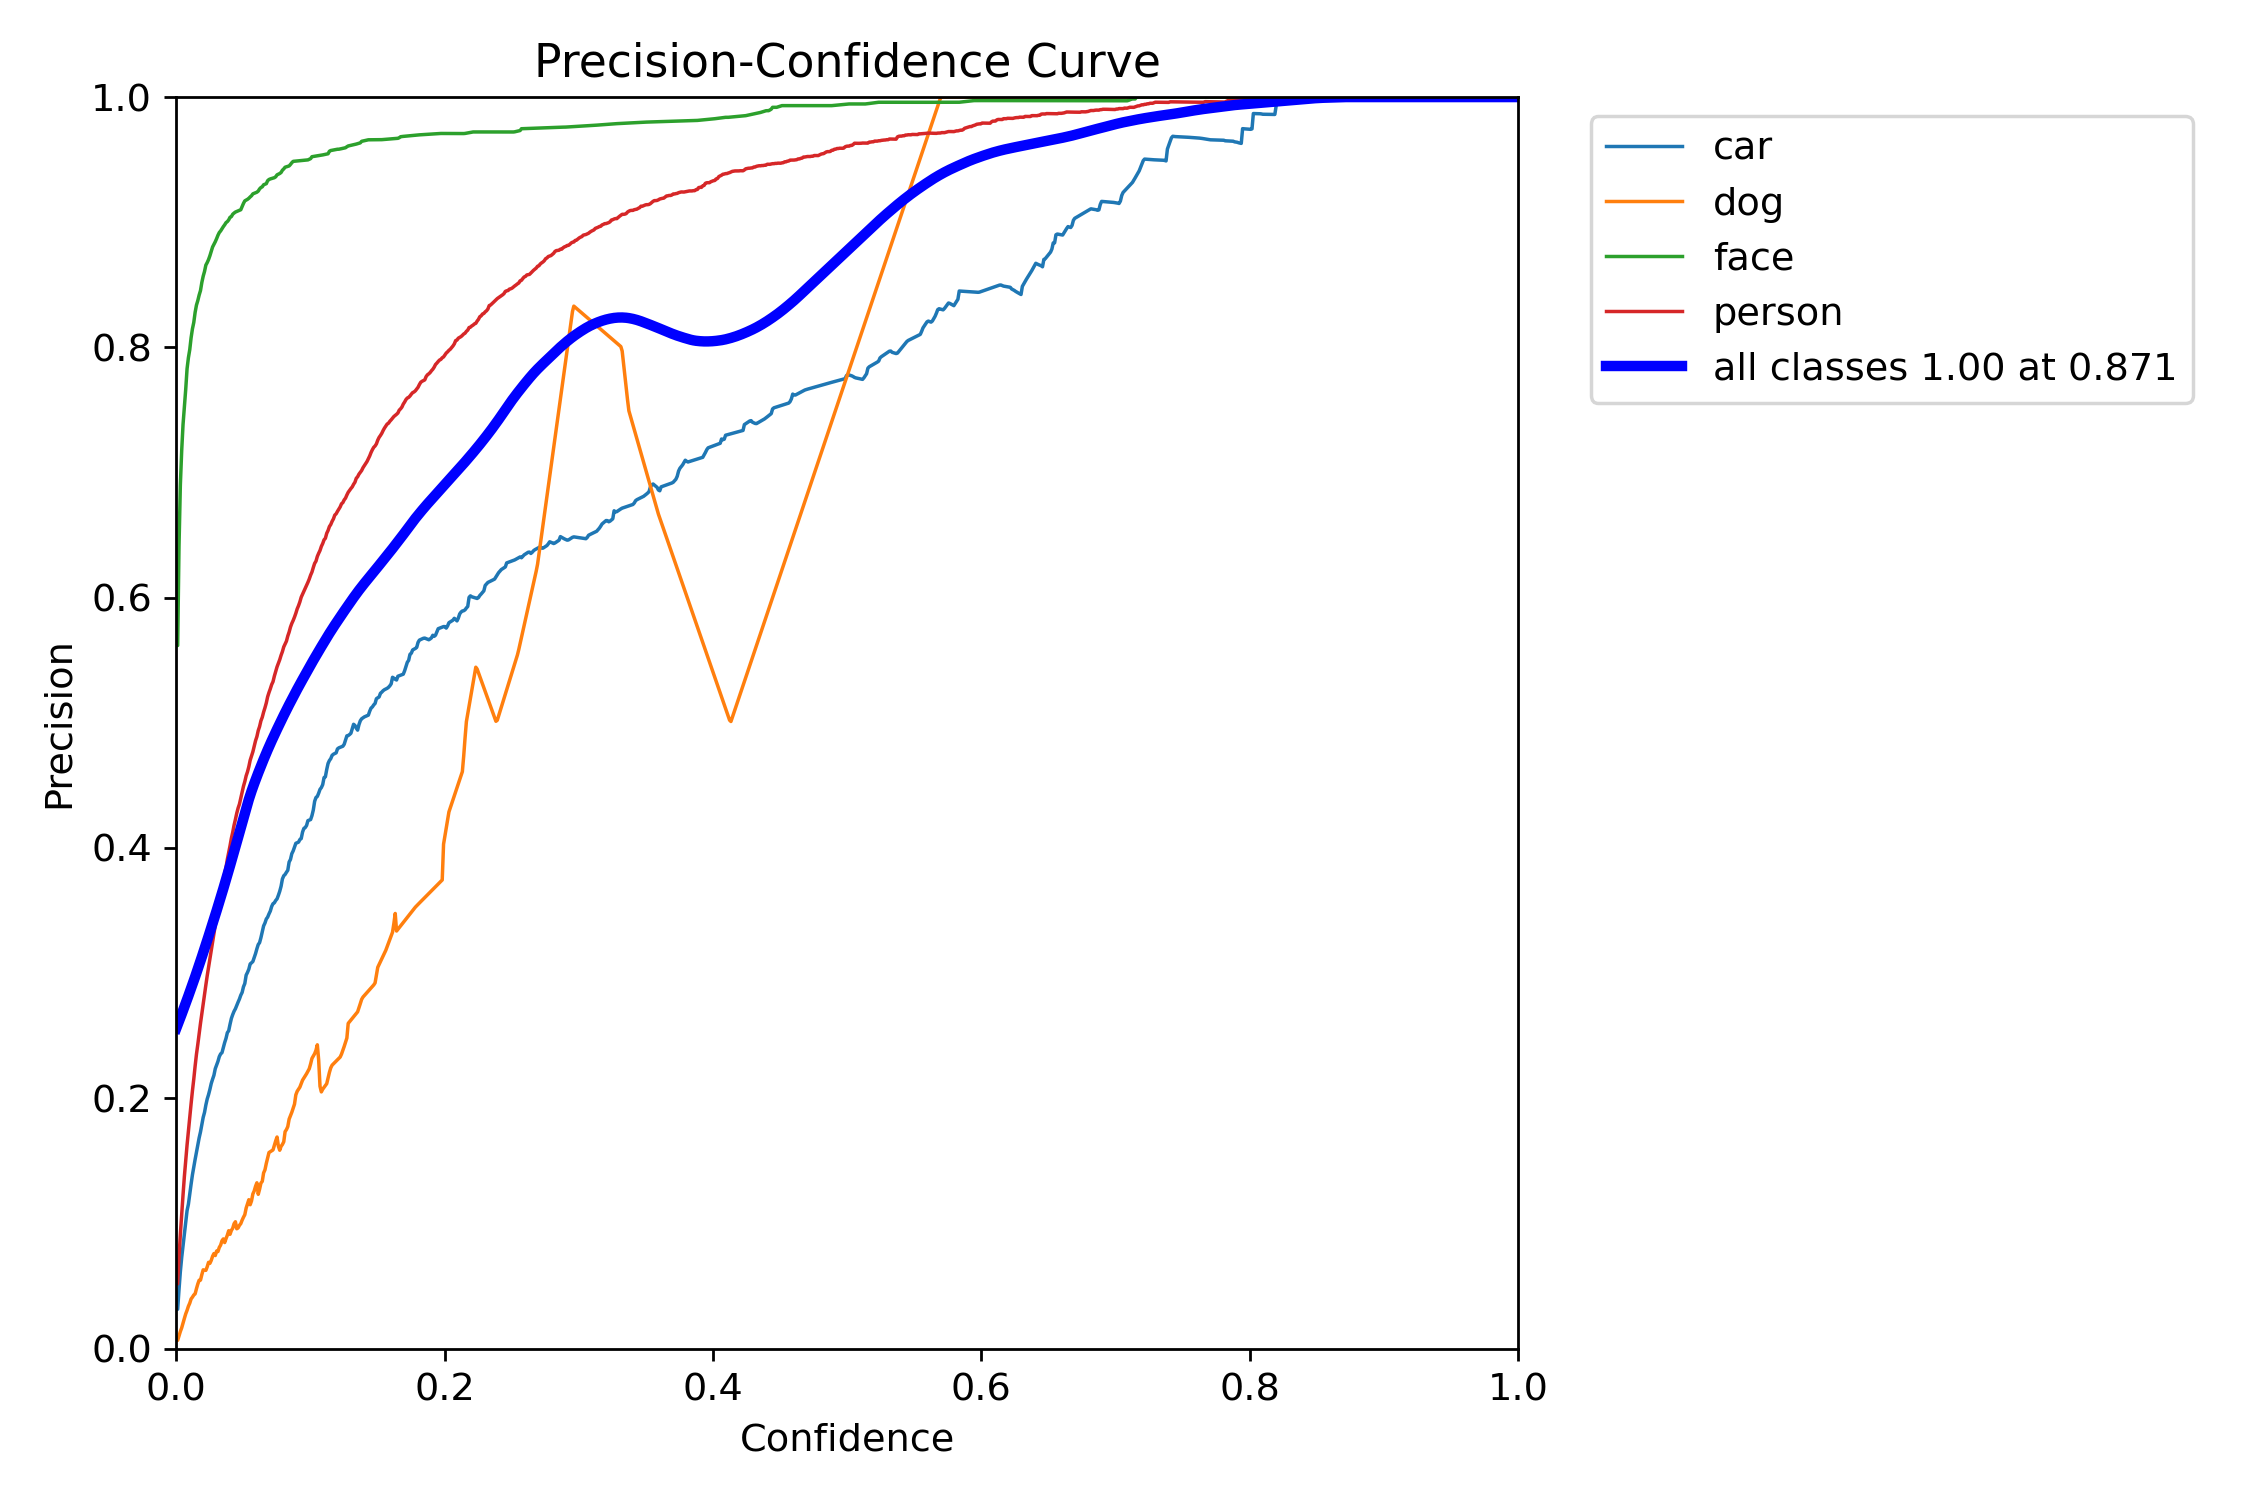 Precision-Confidence Curve
1.0
0.8
0.6
0.4
0.2
0.0
Precision
0.0 0.2 0.4 0.6 0.8 1.0
Confidence
car
dog
face
person
all classes 1.00 at 0.871